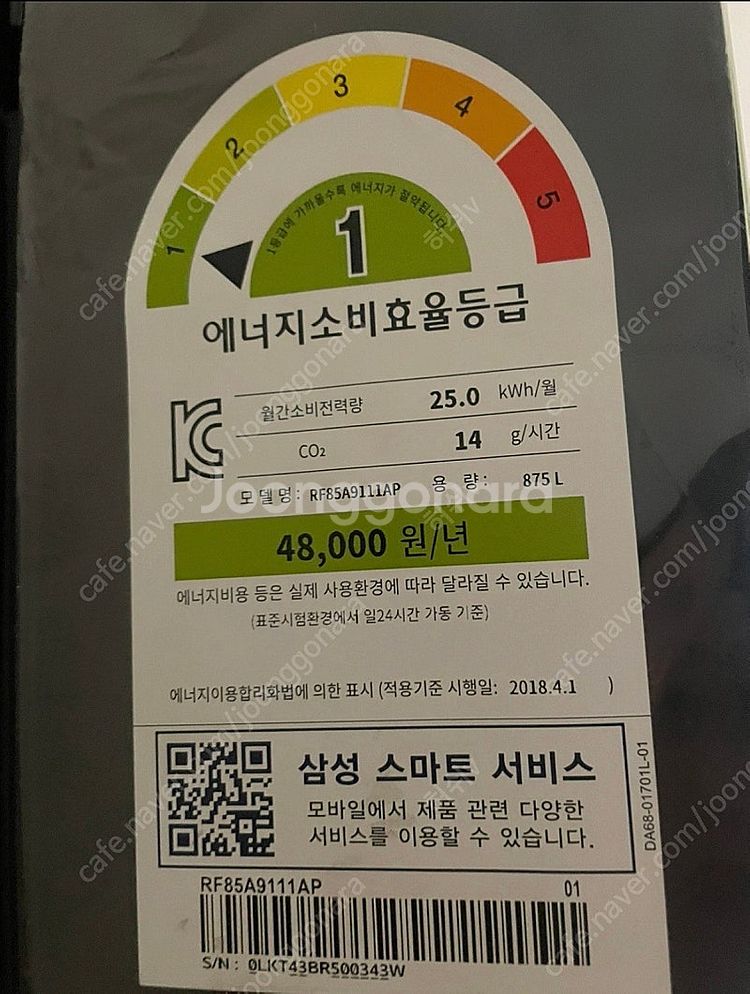 1 2 3 4 5
1등급에 가까울수록 에너지가 절약됩니다
1
에너지소비효율등급
월간소비전력량 25.0 kWh/월
CO₂ 14 g/시간
모델명: RF85A9111AP 용 량: 875 L
48,000 원/년
에너지비용 등은 실제 사용환경에 따라 달라질 수 있습니다.
(표준시험환경에서 일24시간 가동 기준)
에너지이용합리화법에 의한 표시 (적용기준 시행일: 2018.4.1 )
삼성 스마트 서비스
모바일에서 제품 관련 다양한
서비스를 이용할 수 있습니다.
DA68-01701L-01
RF85A9111AP 01
S/N : 0LKT43BR500343W
Joonggonara
cafe.naver.com/joonggonara